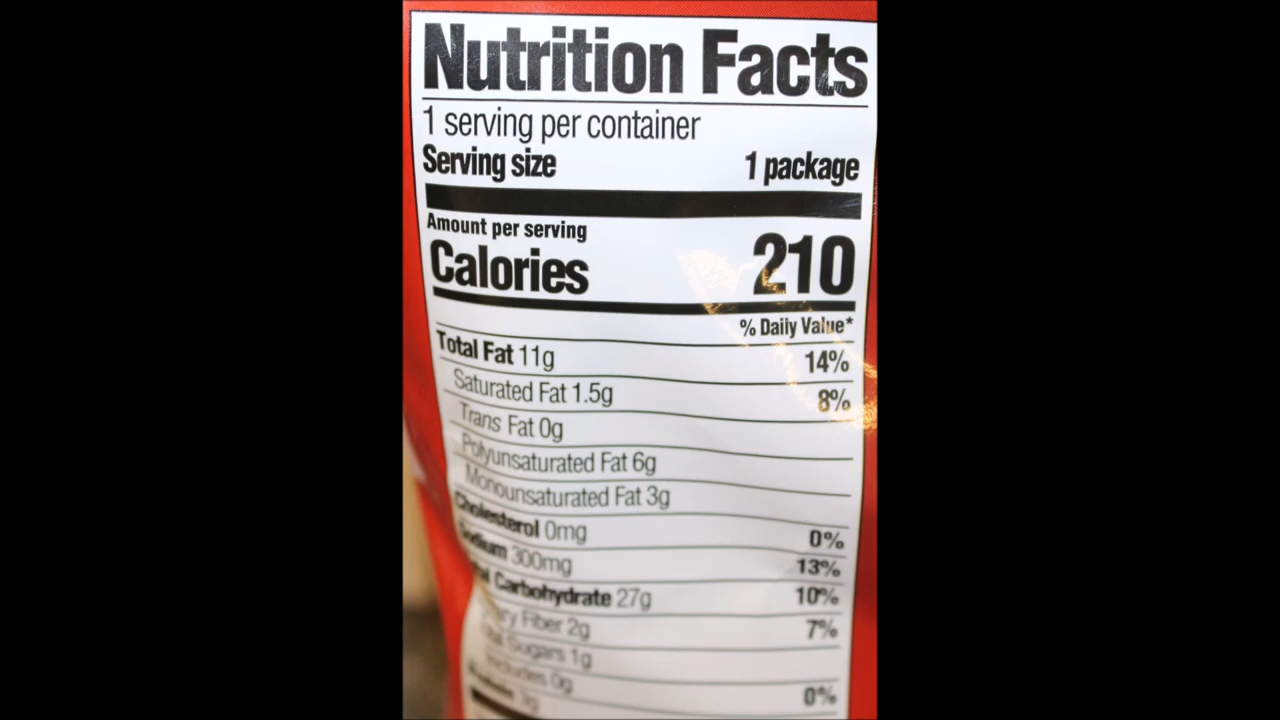 Nutrition Facts
1 serving per container
Serving size 1 package
Amount per serving
Calories 210
% Daily Value*
Total Fat 11g 14%
Saturated Fat 1.5g 8%
Trans Fat 0g
Polyunsaturated Fat 6g
Monounsaturated Fat 3g
Cholesterol 0mg 0%
Sodium 300mg 13%
Carbohydrate 27g 10%
Fiber 2g 7%
Sugars 1g
Includes 0g 0%